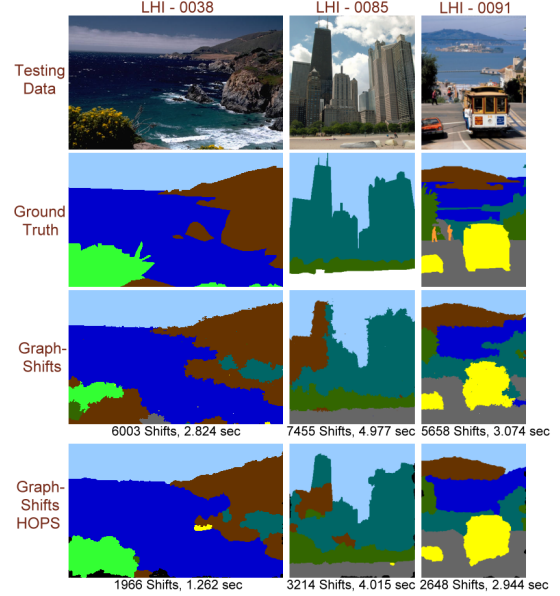 LHI - 0038
LHI - 0085
LHI - 0091
Testing
Data
Ground
Truth
Graph-
Shifts
6003 Shifts, 2.824 sec
7455 Shifts, 4.977 sec
5658 Shifts, 3.074 sec
Graph-
Shifts
HOPS
1966 Shifts, 1.262 sec
3214 Shifts, 4.015 sec
2648 Shifts, 2.944 sec